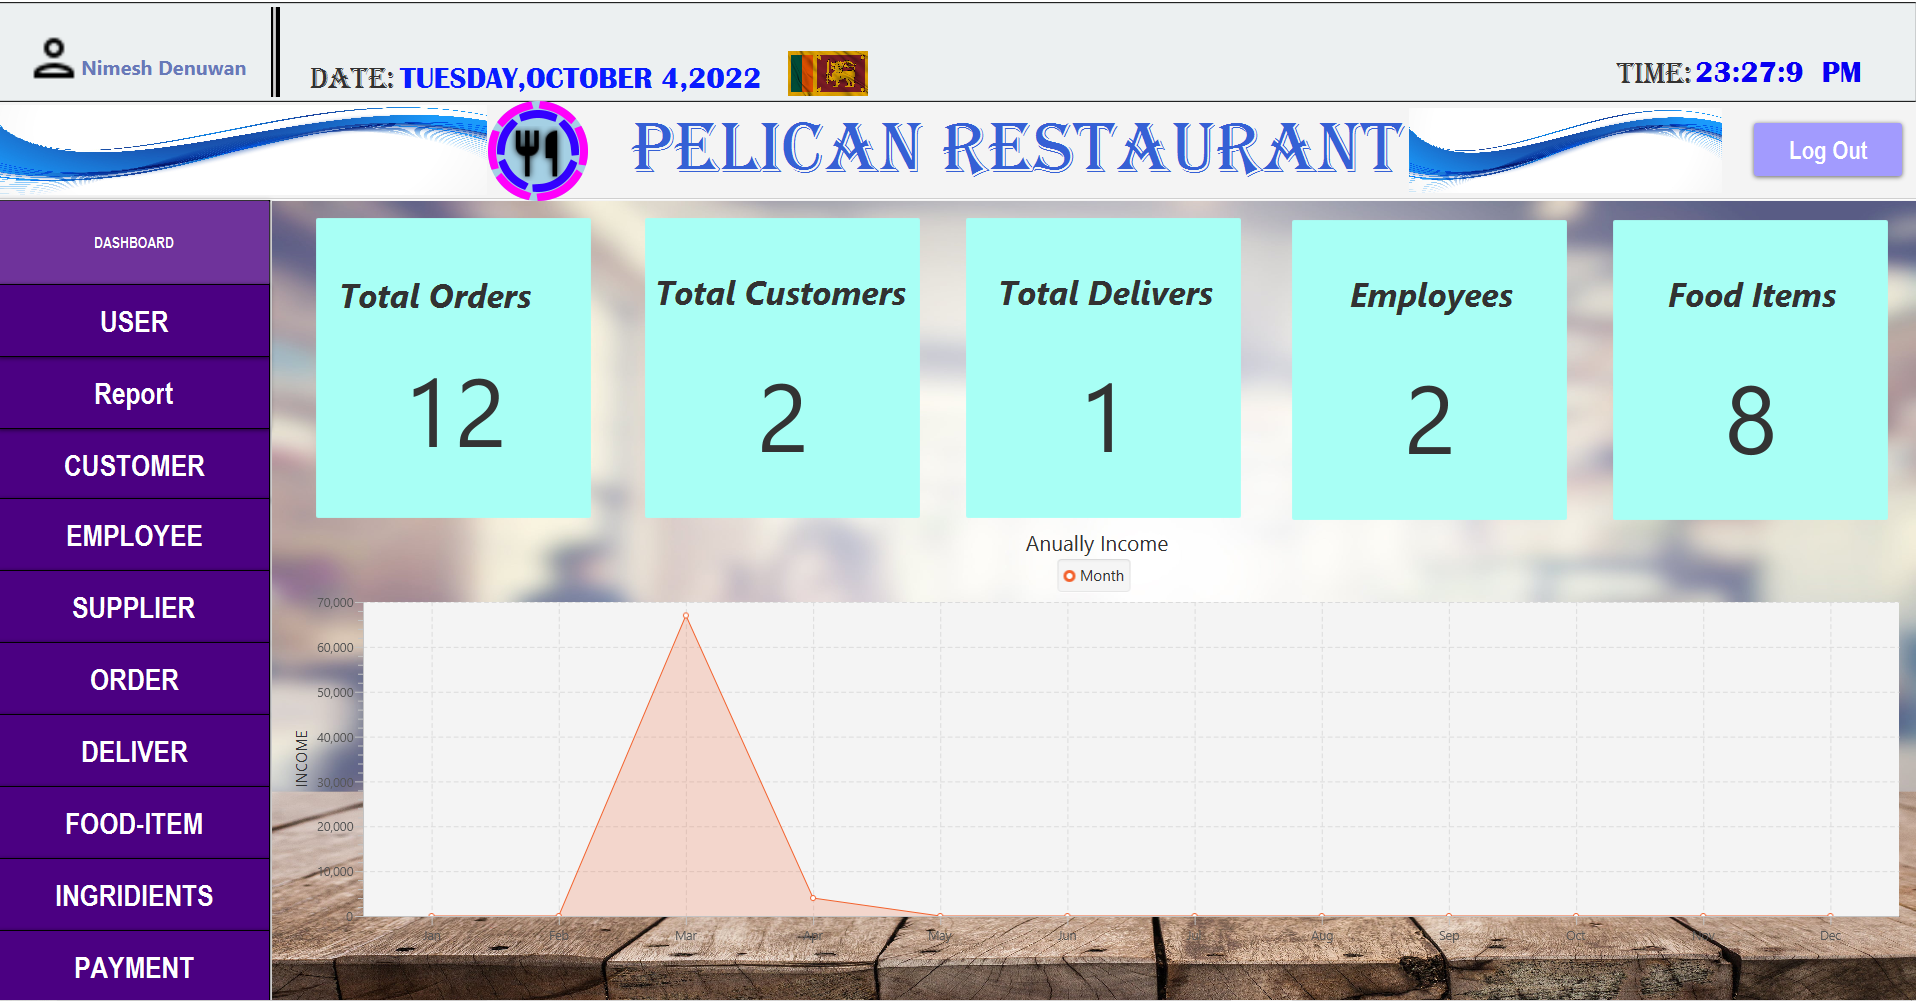 Nimesh Denuwan
DATE: TUESDAY,OCTOBER 4,2022
TIME: 23:27:9 PM
PELICAN RESTAURANT
Log Out
DASHBOARD
USER
Report
CUSTOMER
EMPLOYEE
SUPPLIER
ORDER
DELIVER
FOOD-ITEM
INGRIDIENTS
PAYMENT
Total Orders
12
Total Customers
2
Total Delivers
1
Employees
2
Food Items
8
Anually Income
Month
INCOME
70,000
60,000
50,000
40,000
30,000
20,000
10,000
0
Jan Feb Mar Apr May Jun Aug Sep Oct Nov Dec